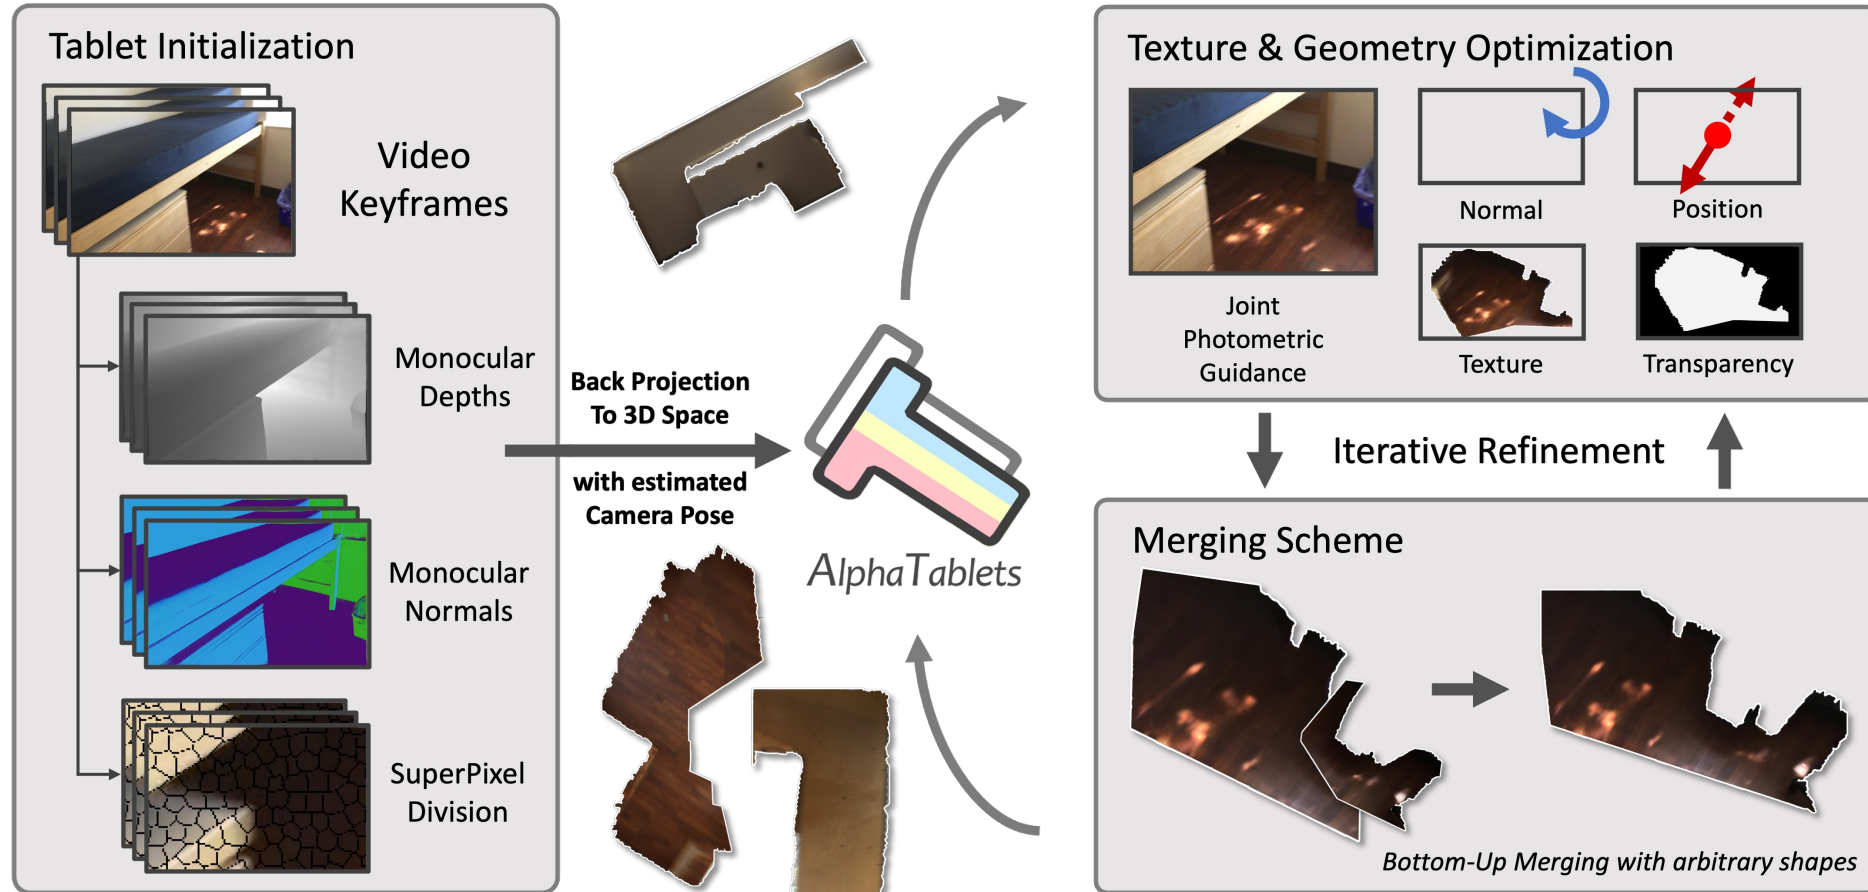 Tablet Initialization
Video
Keyframes
Monocular
Depths
Monocular
Normals
SuperPixel
Division
Back Projection
To 3D Space
with estimated
Camera Pose
AlphaTablets
Texture & Geometry Optimization
Joint
Photometric
Guidance
Normal
Position
Texture
Transparency
Iterative Refinement
Merging Scheme
Bottom-Up Merging with arbitrary shapes